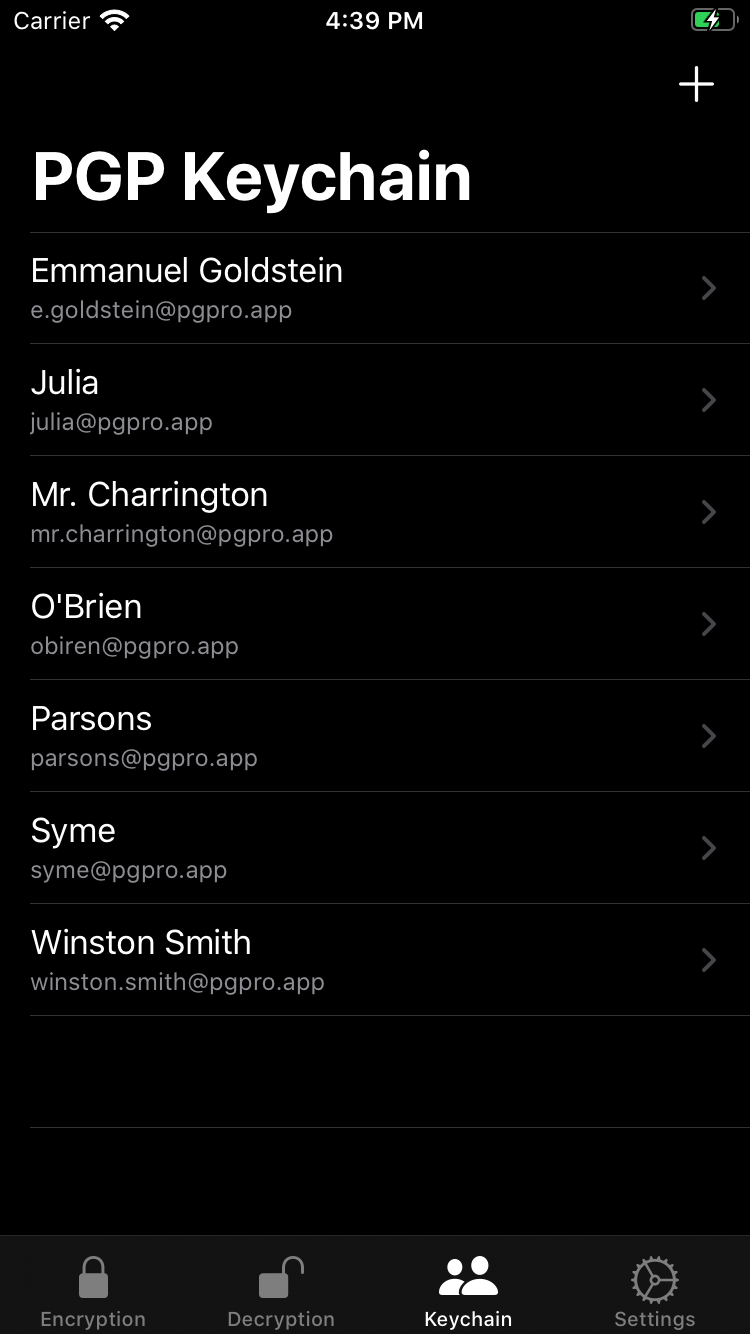 Carrier 4:39 PM
PGP Keychain
Emmanuel Goldstein
e.goldstein@pgpro.app
Julia
julia@pgpro.app
Mr. Charrington
mr.charrington@pgpro.app
O'Brien
obiren@pgpro.app
Parsons
parsons@pgpro.app
Syme
syme@pgpro.app
Winston Smith
winston.smith@pgpro.app
Encryption Decryption Keychain Settings